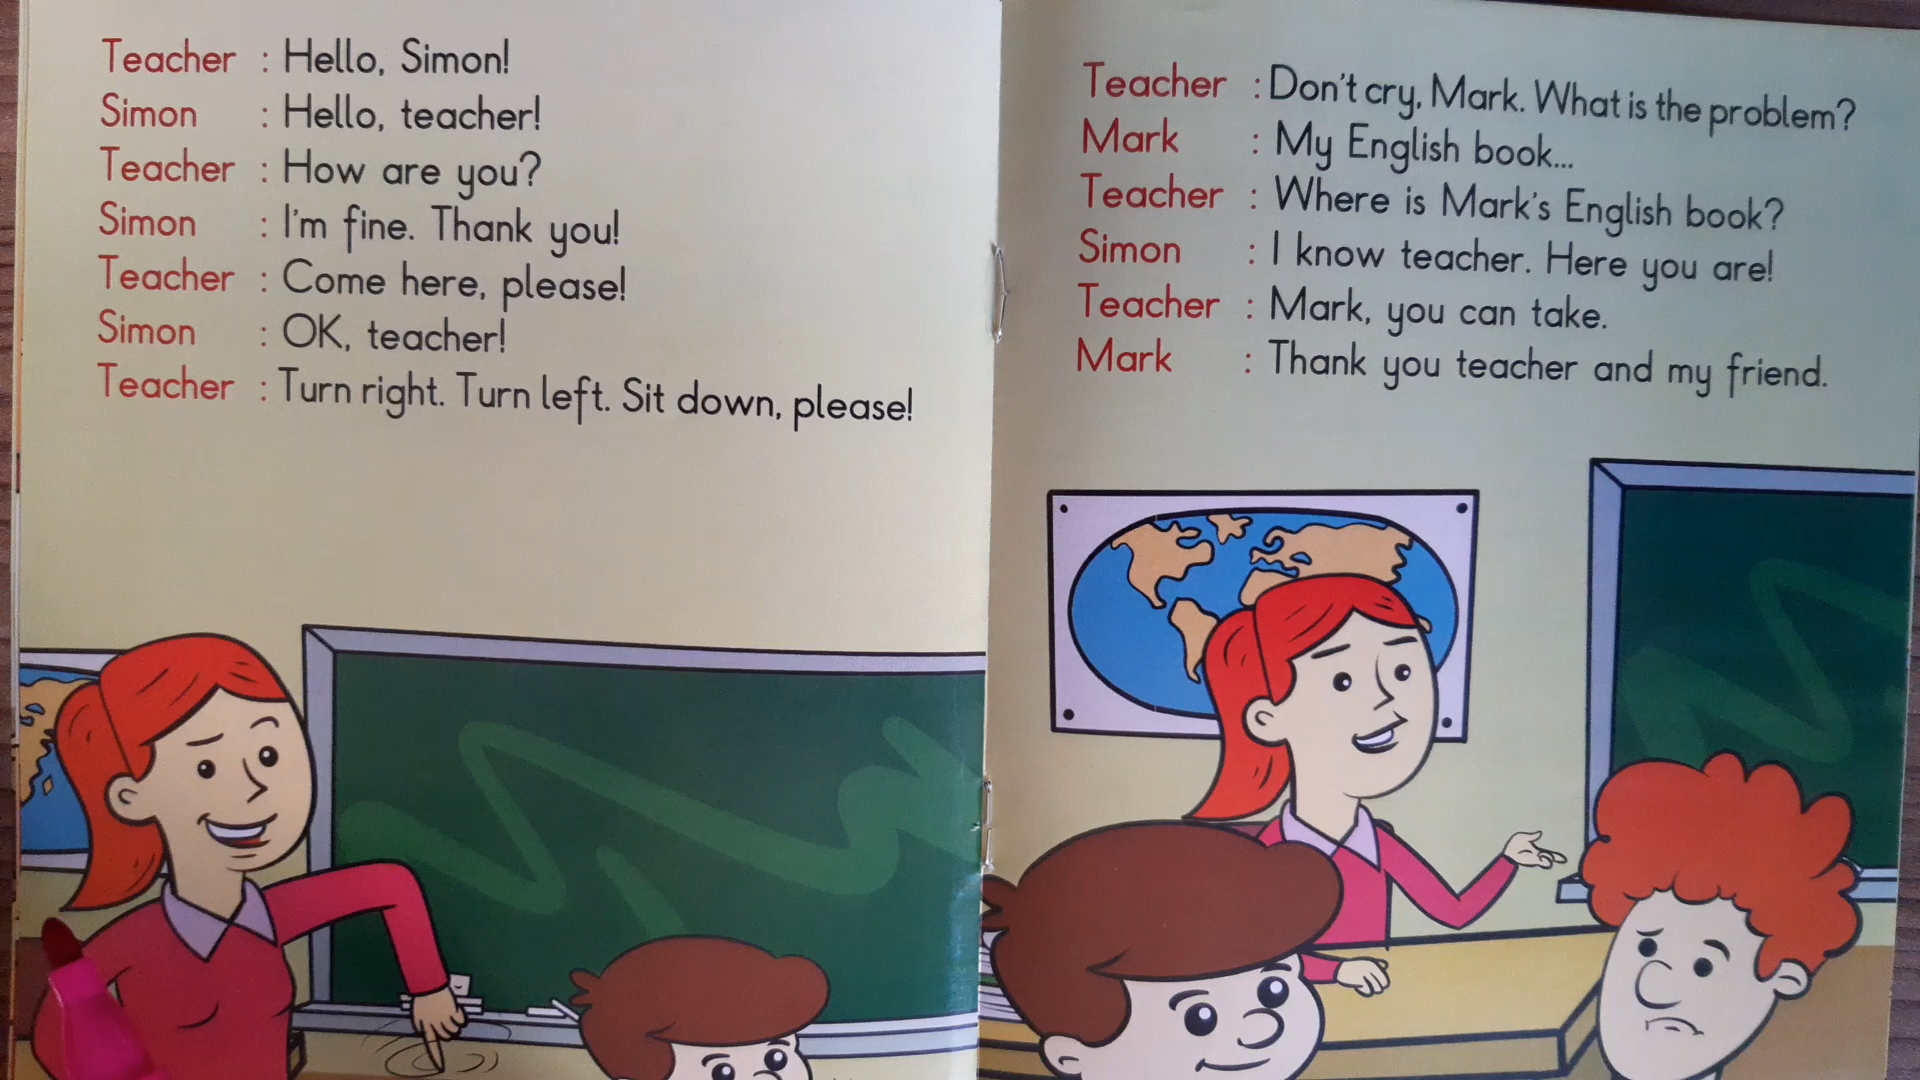 Teacher : Hello, Simon!
Simon : Hello, teacher!
Teacher : How are you?
Simon : I'm fine. Thank you!
Teacher : Come here, please!
Simon : OK, teacher!
Teacher : Turn right. Turn left. Sit down, please!
Teacher : Don't cry, Mark. What is the problem?
Mark : My English book...
Teacher : Where is Mark's English book?
Simon : I know teacher. Here you are!
Teacher : Mark, you can take.
Mark : Thank you teacher and my friend.